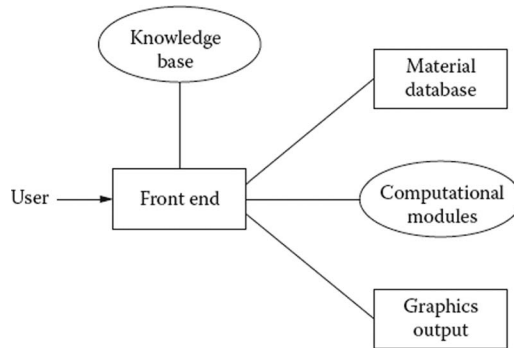 Knowledge
base
Material
database
User
Front end
Computational
modules
Graphics
output